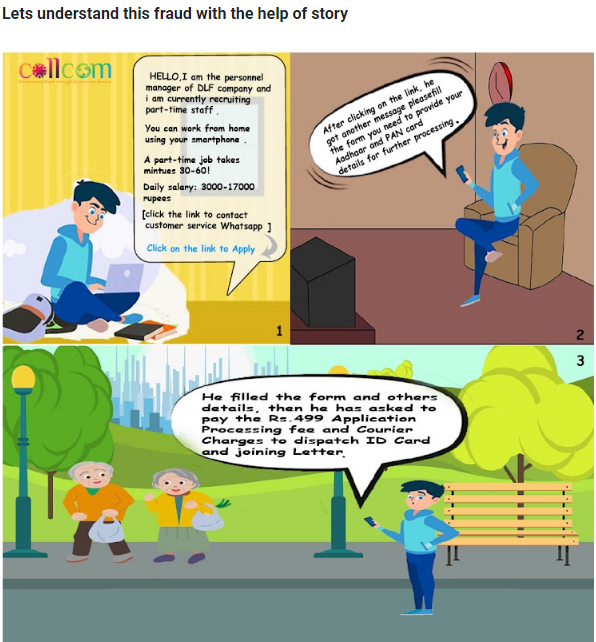 Lets understand this fraud with the help of story
collcom
HELLO,I am the personnel
manager of DLF company and
i am currently recruiting
part-time staff .
You can work from home
using your smartphone .
A part-time job takes
mintues 30-60!
Daily salary: 3000-17000
rupees
[click the link to contact
customer service Whatsapp ]
Click on the link to Apply
1
After clicking on the link, he
got another message pleasefill
the form you need to provide your
Aadhaar and PAN card
details for further processing.
2
3
He filled the form and others
details, then he has asked to
pay the Rs.499 Application
Processing fee and Courier
Charges to dispatch ID Card
and joining Letter.